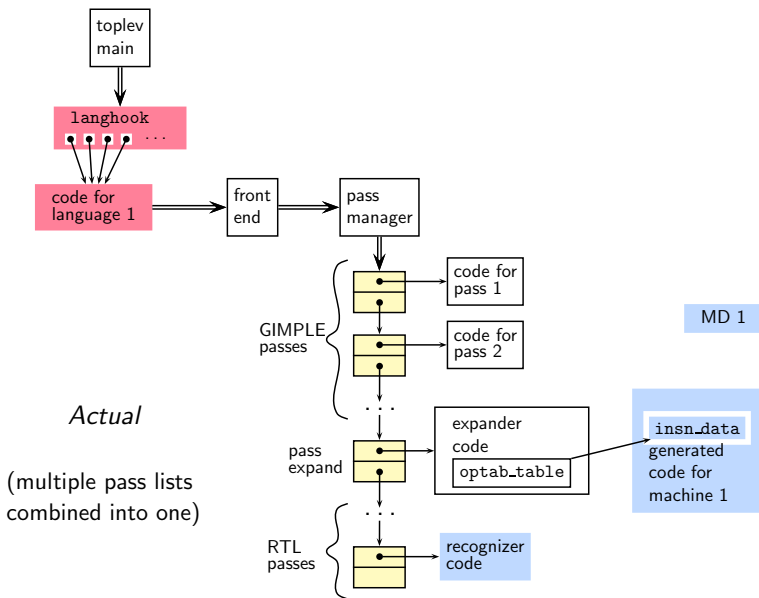 toplev
main
langhook
. . .
code for
language 1
front
end
pass
manager
code for
pass 1
MD 1
GIMPLE
passes
code for
pass 2
. . .
Actual
(multiple pass lists
combined into one)
pass
expand
expander
code
optab_table
insn_data
generated
code for
machine 1
. . .
RTL
passes
recognizer
code